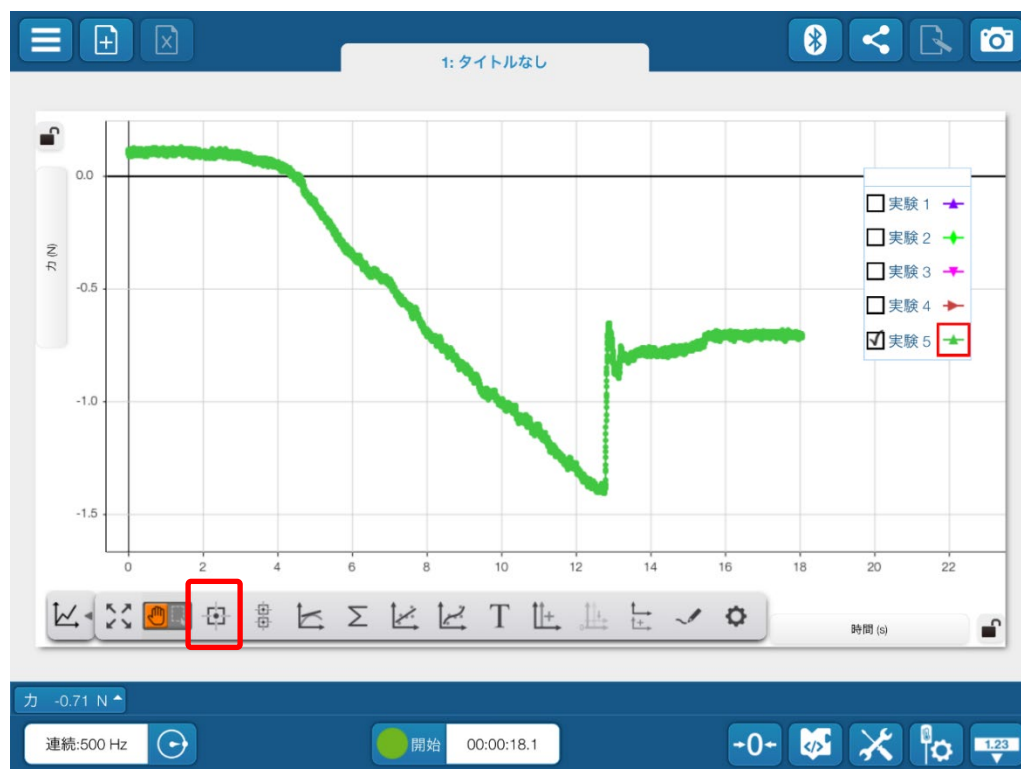 1: タイトルなし
0.0
-0.5
-1.0
-1.5
力 (N)
実験 1
実験 2
実験 3
実験 4
実験 5
0 2 4 6 8 10 12 14 16 18 20 22
Σ T
時間 (s)
力 -0.71 N
連続:500 Hz
開始 00:00:18.1
→0←
</>
1.23